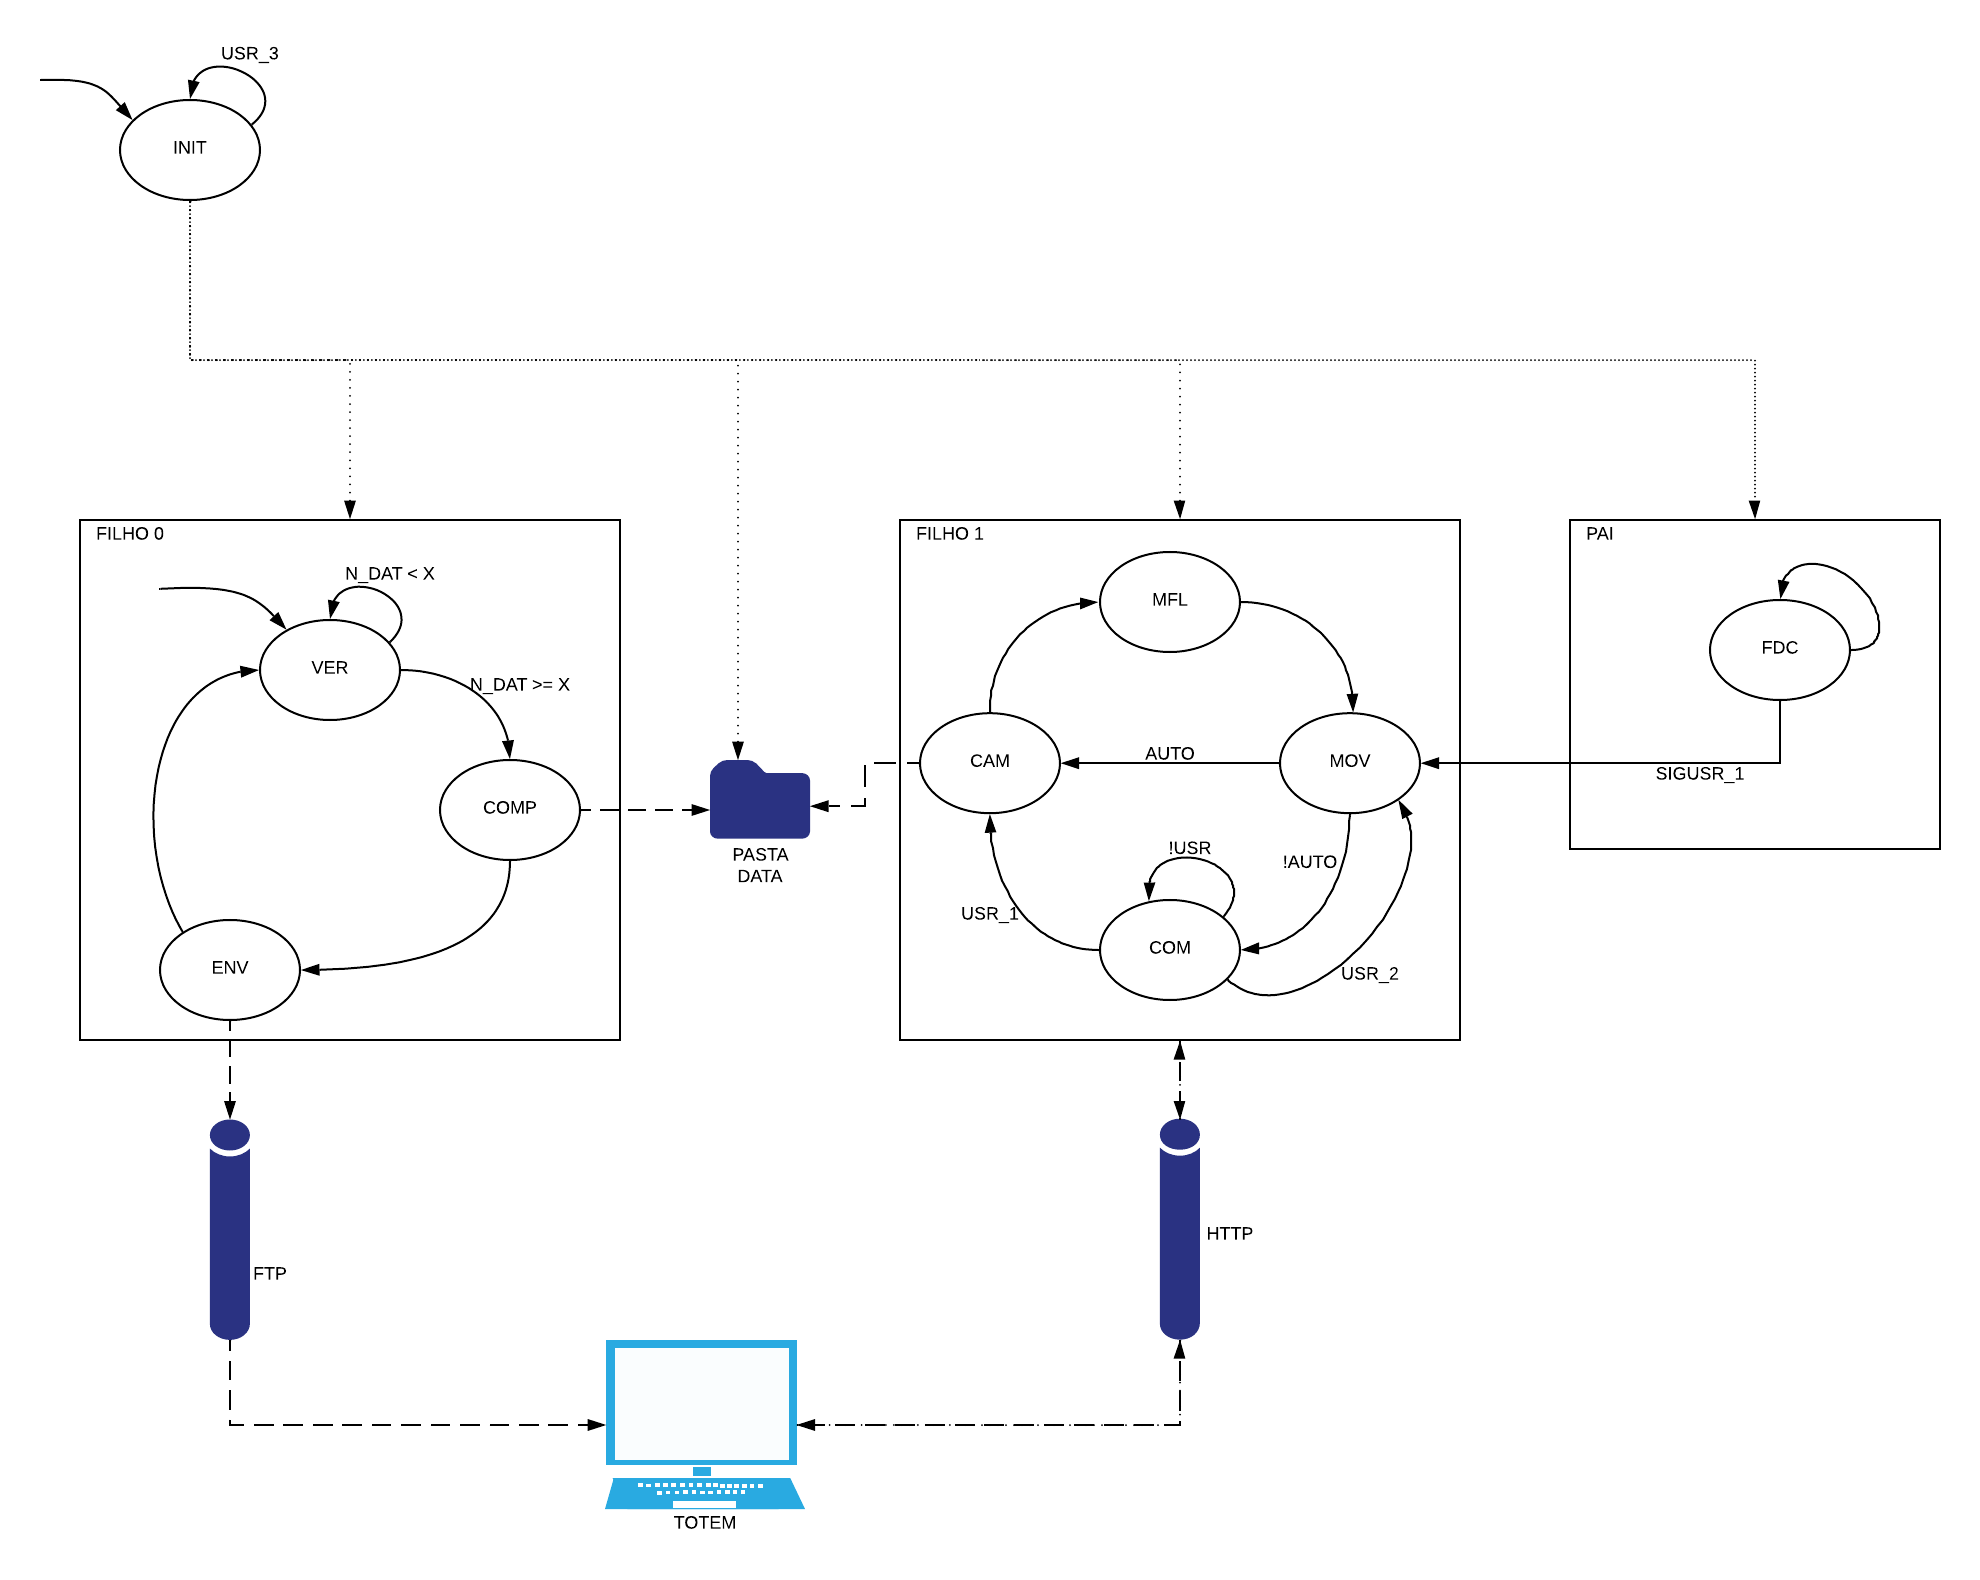 USR_3
INIT
FILHO 0
N_DAT < X
VER
N_DAT >= X
COMP
ENV
PASTA
DATA
FILHO 1
MFL
CAM
AUTO
MOV
!USR
!AUTO
USR_1
COM
USR_2
PAI
FDC
SIGUSR_1
FTP
HTTP
TOTEM